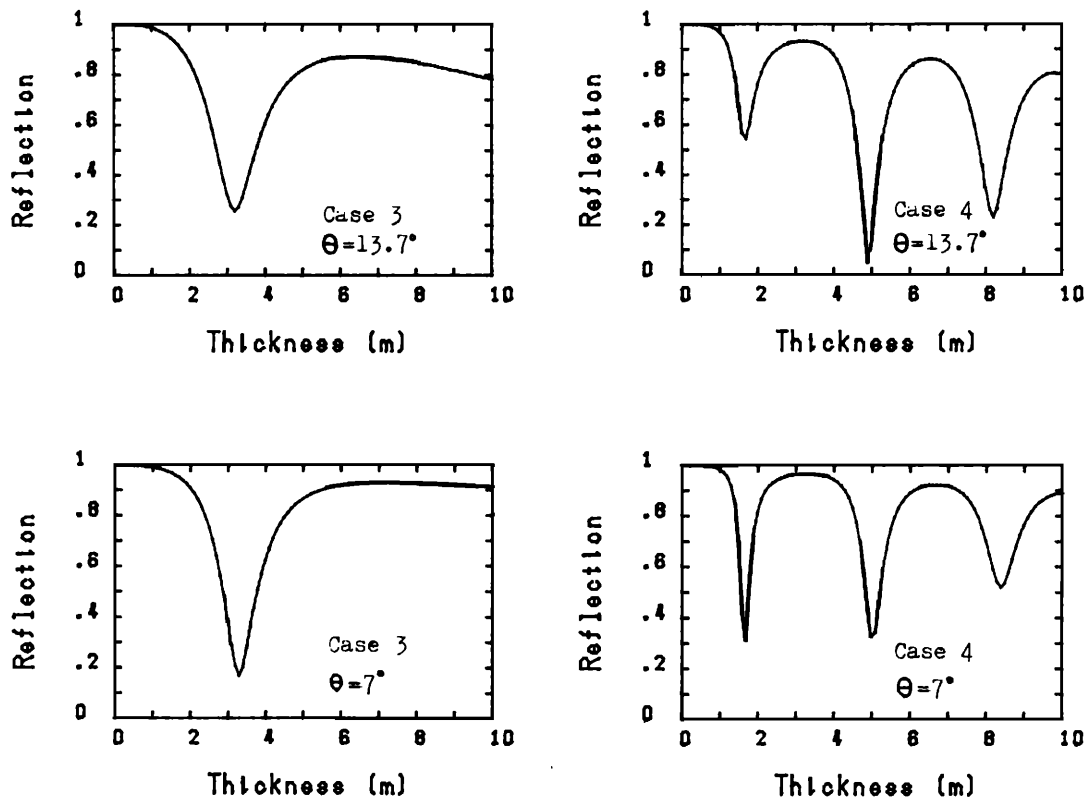 1
.8
.6
.4
.2
0
Reflection
Case 3
Θ=13.7°
0 2 4 6 8 10
Thickness (m)
1
.8
.6
.4
.2
0
Reflection
Case 4
Θ=13.7°
0 2 4 6 8 10
Thickness (m)
1
.8
.6
.4
.2
0
Reflection
Case 3
Θ=7°
0 2 4 6 8 10
Thickness (m)
1
.8
.6
.4
.2
0
Reflection
Case 4
Θ=7°
0 2 4 6 8 10
Thickness (m)